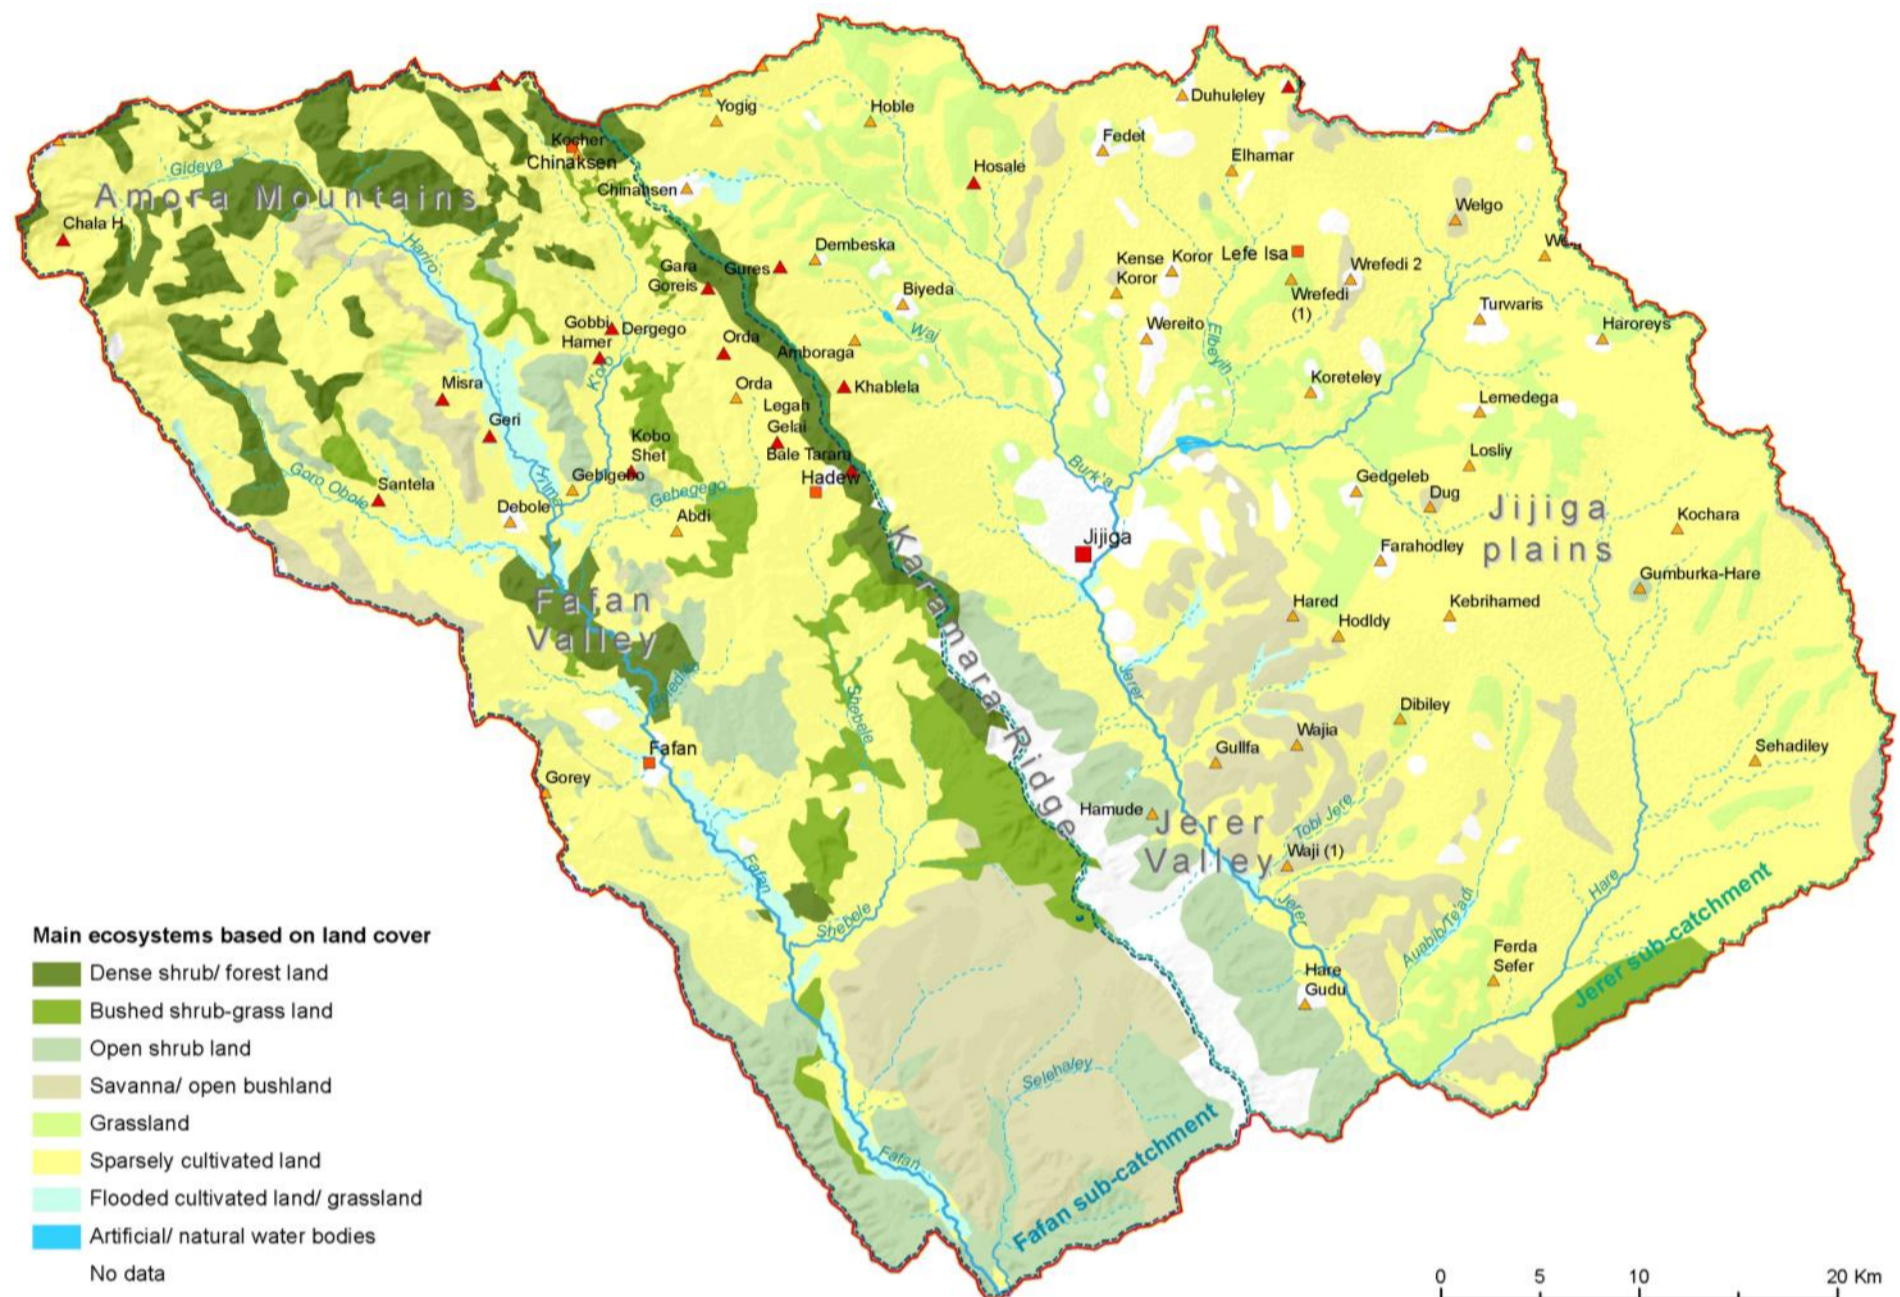 Yogig
Hoble
Duhuleley
Kocher
Chinaksen
Fedet
Elhamar
Hosale
Gideya
Amora Mountains
Chinahsen
Chala H
Welgo
Hariro
Dembeska
Gara
Goreis
Gures
Kense
Koror
Koror
Lefe Isa
Wrefedi 2
Wrefedi
(1)
Biyeda
Turwaris
Haroreys
Gobbi
Hamer
Dergego
Orda
Amboraga
Waj
Wereito
Elbeyih
Koro
Misra
Orda
Khablela
Koreteley
Lemedega
Legah
Gelai
Geri
Kobo
Shet
Bale Taram
Hadew
Losliy
Burk'a
Goro Obole
Santela
Gebigebo
Gebegego
Gedgeleb
Dug
Jijiga
plains
Kochara
Debole
Abdi
Jijiga
Farahodley
Gumburka-Hare
Karamara Ridge
Fafan
Valley
Hared
Hodldy
Kebrihamed
Jerer
Shebele
Dibiley
Fafan
Gullfa
Wajia
Sehadiley
Gorey
Hamude
Jerer
Valley
Tobi Jere
Waji (1)
Fafan
Hare
Jerer
Shebele
Auabib/Te'adi
Jerer sub-catchment
Ferda
Sefer
Hare
Gudu
Selehaley
Fafan
Fafan sub-catchment
Main ecosystems based on land cover
Dense shrub/ forest land
Bushed shrub-grass land
Open shrub land
Savanna/ open bushland
Grassland
Sparsely cultivated land
Flooded cultivated land/ grassland
Artificial/ natural water bodies
No data
0 5 10 20 Km